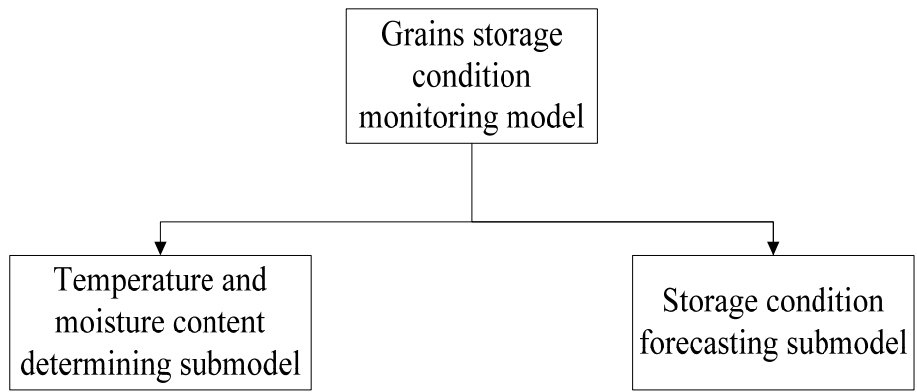 Grains storage
condition
monitoring model
Temperature and
moisture content
determining submodel
Storage condition
forecasting submodel